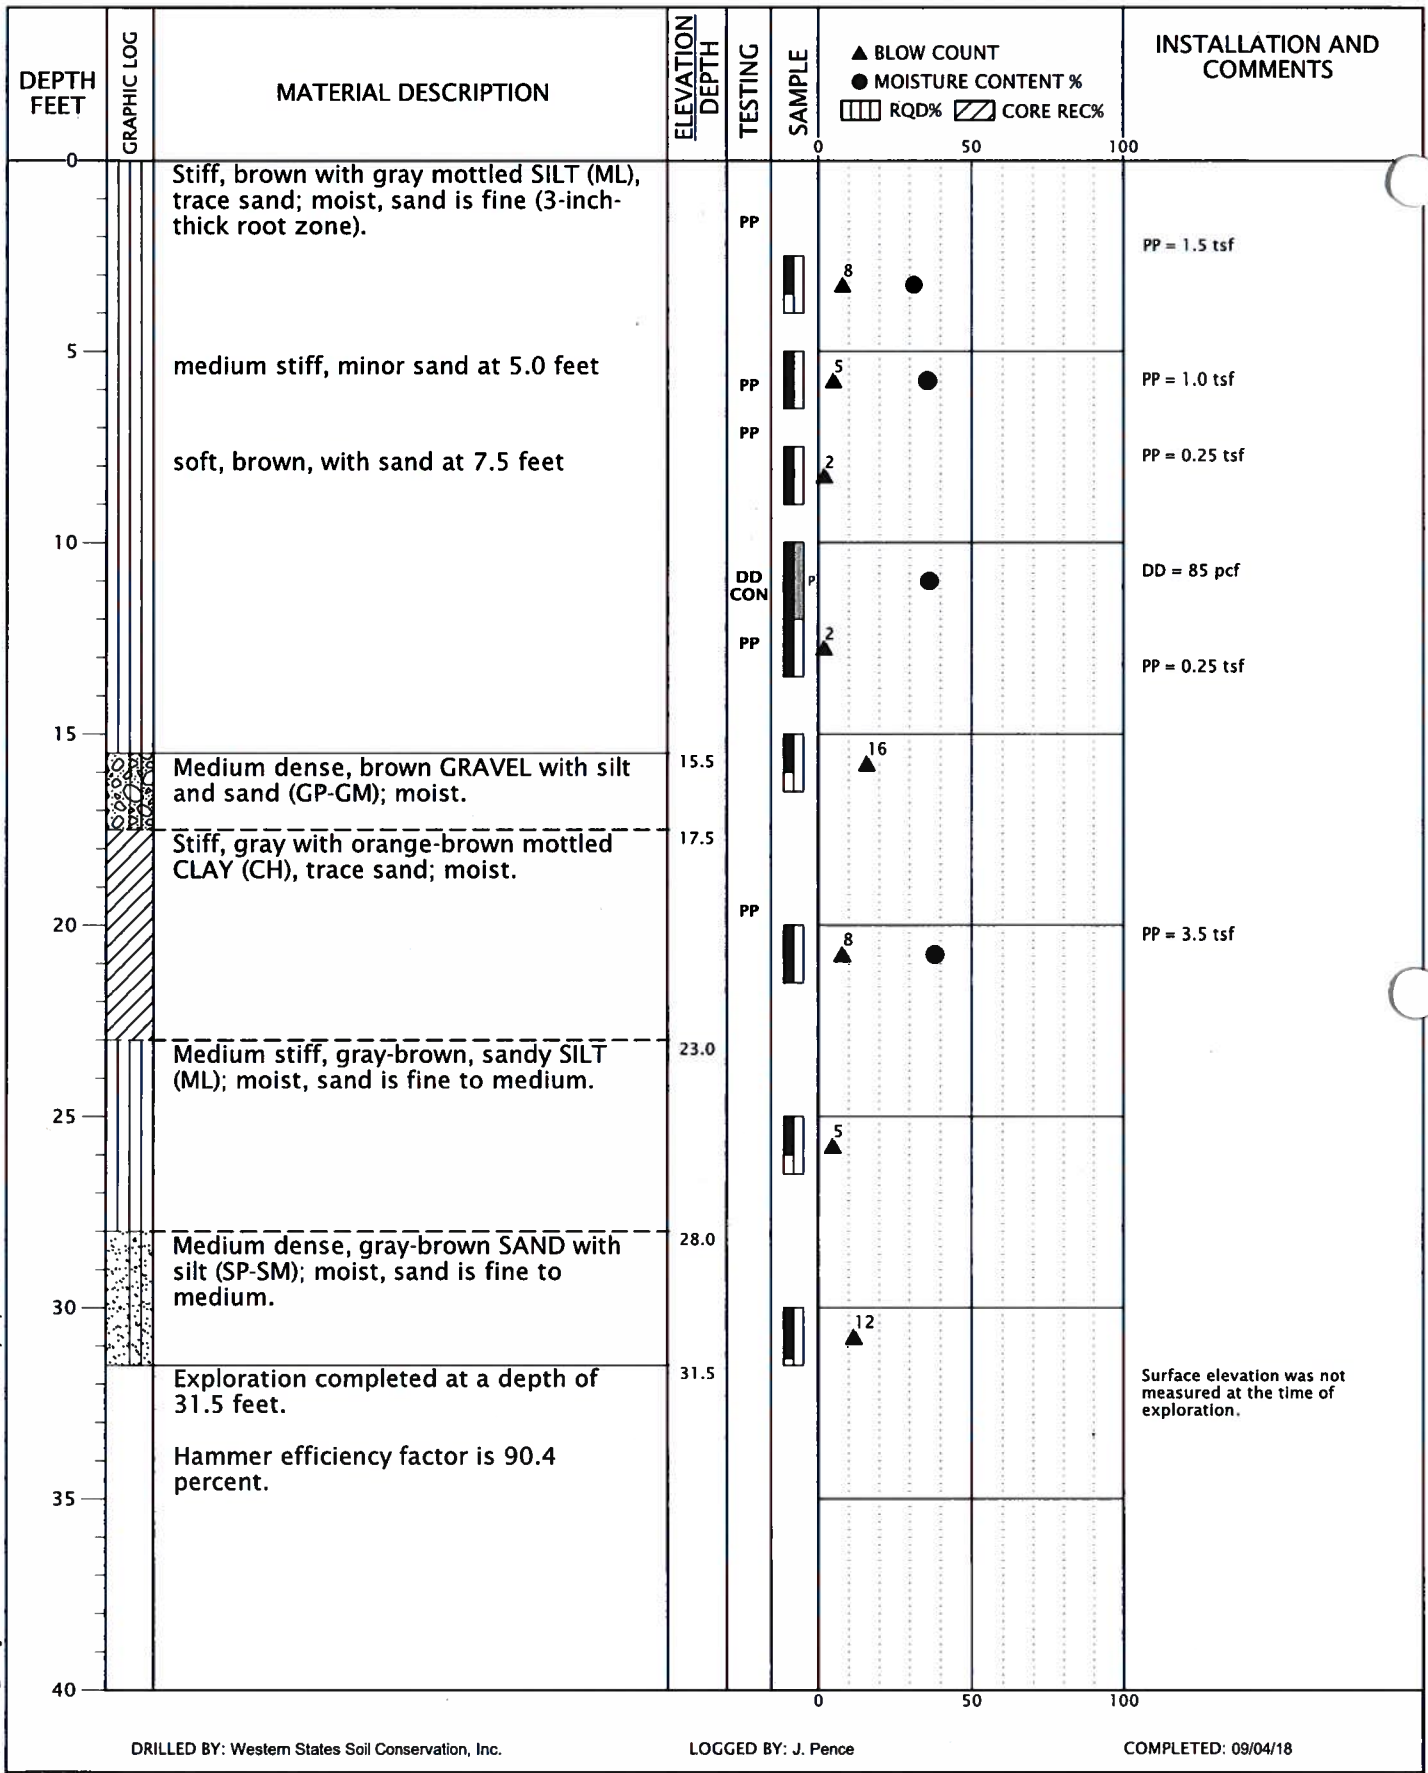 DEPTH
FEET
GRAPHIC LOG
MATERIAL DESCRIPTION
ELEVATION
DEPTH
TESTING
SAMPLE
▲ BLOW COUNT
● MOISTURE CONTENT %
RQD% CORE REC%
0 50 100
INSTALLATION AND
COMMENTS
0
Stiff, brown with gray mottled SILT (ML),
trace sand; moist, sand is fine (3-inch-
thick root zone).
PP
PP = 1.5 tsf
8
5
medium stiff, minor sand at 5.0 feet
PP
5
PP = 1.0 tsf
PP
soft, brown, with sand at 7.5 feet
2
PP = 0.25 tsf
10
DD
CON
P
DD = 85 pcf
PP
2
PP = 0.25 tsf
15
16
Medium dense, brown GRAVEL with silt
and sand (GP-GM); moist.
15.5
Stiff, gray with orange-brown mottled
CLAY (CH), trace sand; moist.
17.5
PP
20
8
PP = 3.5 tsf
Medium stiff, gray-brown, sandy SILT
(ML); moist, sand is fine to medium.
23.0
25
5
Medium dense, gray-brown SAND with
silt (SP-SM); moist, sand is fine to
medium.
28.0
30
12
Exploration completed at a depth of
31.5 feet.
31.5
Surface elevation was not
measured at the time of
exploration.
Hammer efficiency factor is 90.4
percent.
35
40
0 50 100
DRILLED BY: Western States Soil Conservation, Inc.
LOGGED BY: J. Pence
COMPLETED: 09/04/18